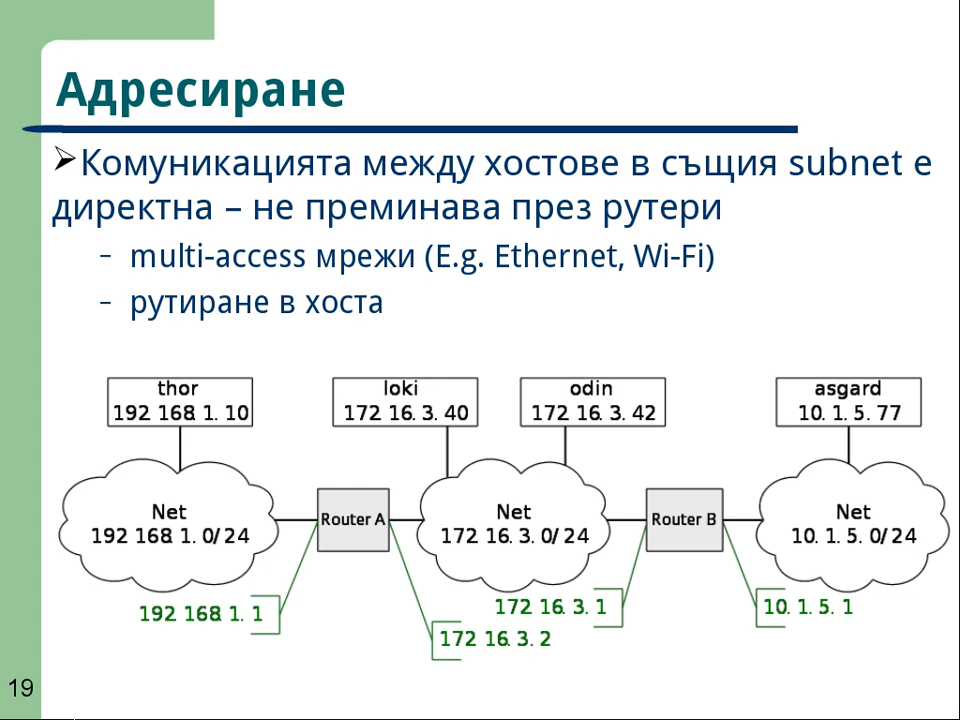 Адресиране
Комуникацията между хостове в същия subnet е
директна – не преминава през рутери
– multi-access мрежи (E.g. Ethernet, Wi-Fi)
– рутиране в хоста
thor
192.168.1.10
loki
172.16.3.40
odin
172.16.3.42
asgard
10.1.5.77
Net
192.168.1.0/24
Router A
Net
172.16.3.0/24
Router B
Net
10.1.5.0/24
192.168.1.1
172.16.3.2
172.16.3.1
10.1.5.1
19